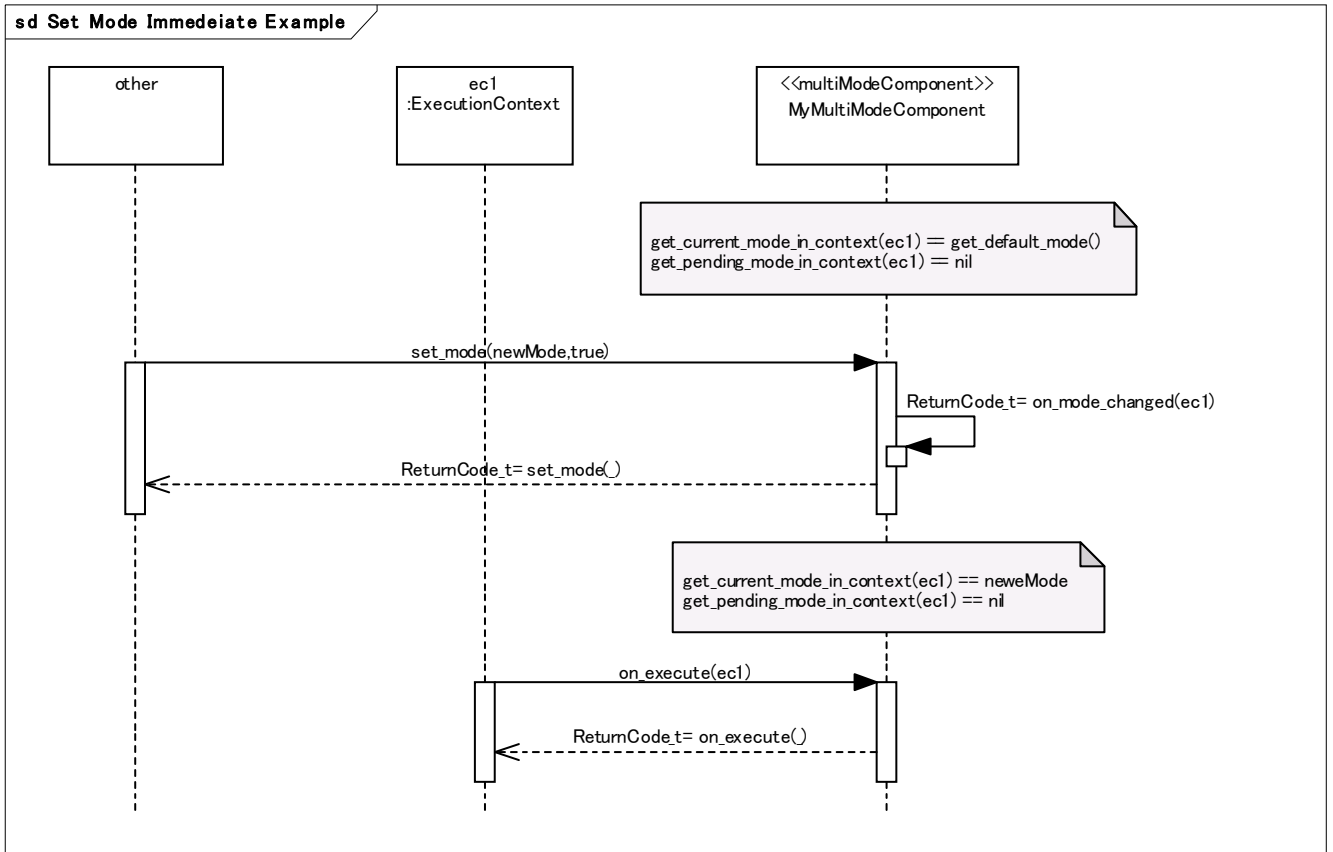 sd Set Mode Immedeiate Example
other
ec1
:ExecutionContext
<<multiModeComponent>>
MyMultiModeComponent
get_current_mode_in_context(ec1) == get_default_mode()
get_pending_mode_in_context(ec1) == nil
set_mode(newMode,true)
ReturnCode_t= on_mode_changed(ec1)
ReturnCode_t= set_mode(_)
get_current_mode_in_context(ec1) == neweMode
get_pending_mode_in_context(ec1) == nil
on_execute(ec1)
ReturnCode_t= on_execute(_)